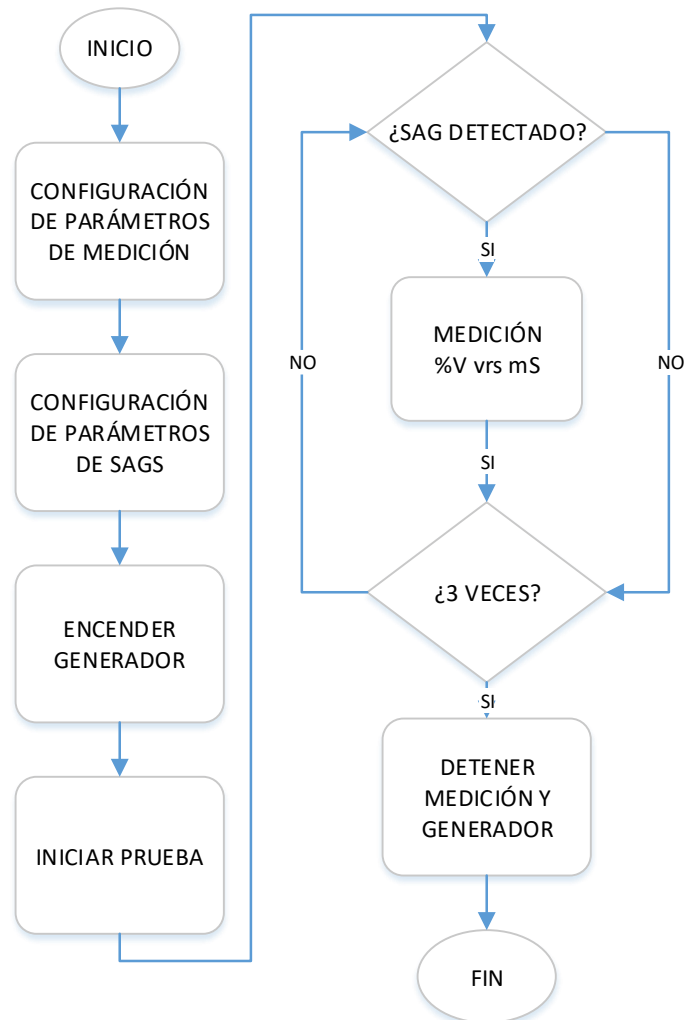 INICIO
CONFIGURACIÓN
DE PARÁMETROS
DE MEDICIÓN
CONFIGURACIÓN
DE PARÁMETROS
DE SAGS
ENCENDER
GENERADOR
INICIAR PRUEBA
¿SAG DETECTADO?
SI
MEDICIÓN
%V vrs mS
NO
NO
SI
¿3 VECES?
SI
DETENER
MEDICIÓN Y
GENERADOR
FIN